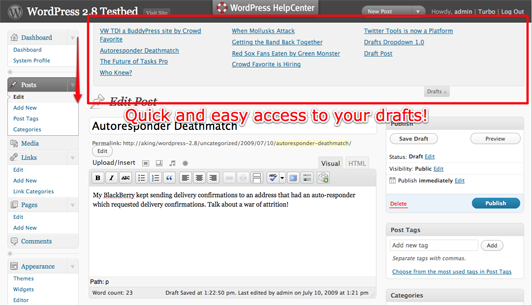 WordPress 2.8 Testbed
Visit Site
WordPress HelpCenter
New Post
Howdy, admin | Turbo | Log Out
VW TDI a BuddyPress site by Crowd Favorite
Autoresponder Deathmatch
The Future of Tasks Pro
Who Knew?
When Mollusks Attack
Getting the Band Back Together
Red Sox Fans Eaten by Green Monster
Crowd Favorite is Hiring
Twitter Tools is now a Platform
Drafts Dropdown 1.0
Draft Post
Drafts
Quick and easy access to your drafts!
Dashboard
Dashboard
System Profile
Posts
Edit
Add New
Post Tags
Categories
Media
Links
Edit
Add New
Link Categories
Pages
Edit
Add New
Comments
Appearance
Themes
Widgets
Editor
Edit Post
Autoresponder Deathmatch
Permalink: http://aking/wordpress-2.8/uncategorized/2009/07/10/autoresponder-deathmatch/
Edit
Upload/Insert
Visual
HTML
B I ABC
My BlackBerry kept sending delivery confirmations to an address that had an auto-responder
which requested delivery confirmations. Talk about a war of attrition!
Path: p
Word count: 23
Draft Saved at 1:22:50 pm. Last edited by admin on July 10, 2009 at 1:21 pm
Publish
Save Draft
Preview
Status: Draft Edit
Visibility: Public Edit
Publish immediately Edit
Delete
Publish
Post Tags
Add new tag
Add
Separate tags with commas.
Choose from the most used tags in Post Tags
Categories